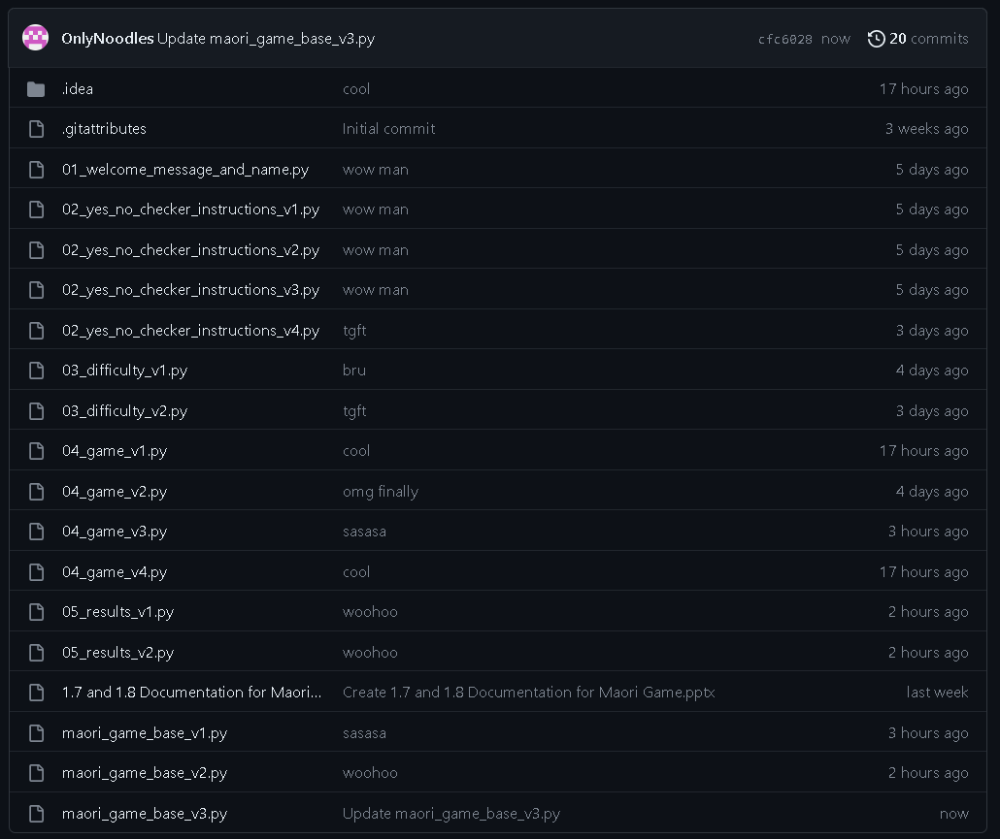 OnlyNoodles Update maori_game_base_v3.py cfc6028 now 20 commits
.idea cool 17 hours ago
.gitattributes Initial commit 3 weeks ago
01_welcome_message_and_name.py wow man 5 days ago
02_yes_no_checker_instructions_v1.py wow man 5 days ago
02_yes_no_checker_instructions_v2.py wow man 5 days ago
02_yes_no_checker_instructions_v3.py wow man 5 days ago
02_yes_no_checker_instructions_v4.py tgft 3 days ago
03_difficulty_v1.py bru 4 days ago
03_difficulty_v2.py tgft 3 days ago
04_game_v1.py cool 17 hours ago
04_game_v2.py omg finally 4 days ago
04_game_v3.py sasasa 3 hours ago
04_game_v4.py cool 17 hours ago
05_results_v1.py woohoo 2 hours ago
05_results_v2.py woohoo 2 hours ago
1.7 and 1.8 Documentation for Maori... Create 1.7 and 1.8 Documentation for Maori Game.pptx last week
maori_game_base_v1.py sasasa 3 hours ago
maori_game_base_v2.py woohoo 2 hours ago
maori_game_base_v3.py Update maori_game_base_v3.py now